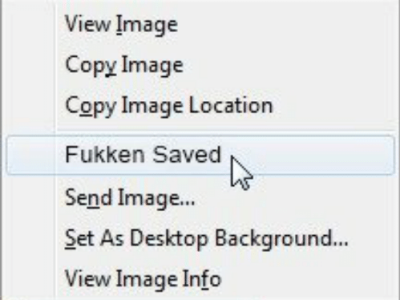 View Image
Copy Image
Copy Image Location
Fukken Saved
Send Image...
Set As Desktop Background...
View Image Info